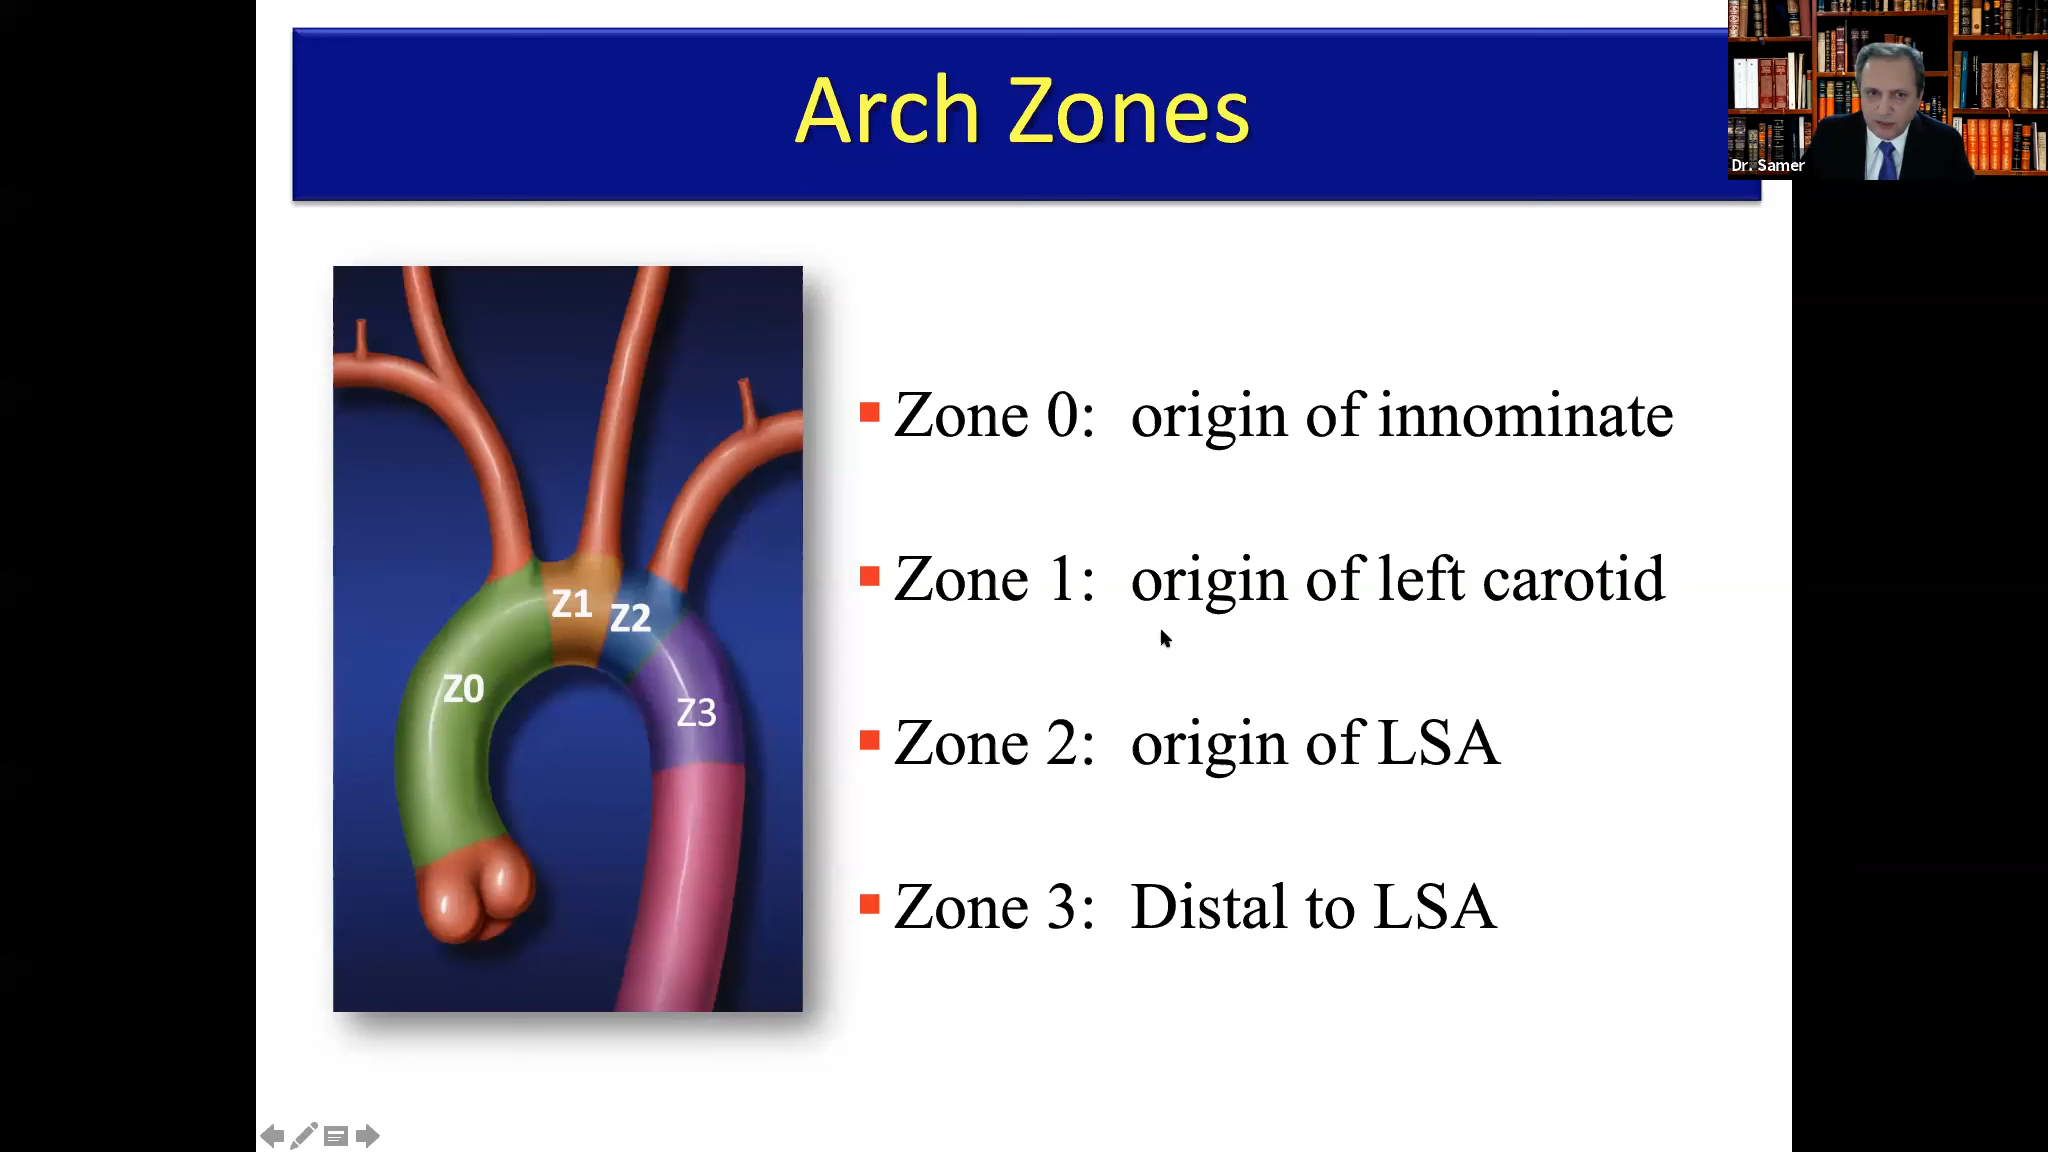 Arch Zones
Dr. Samer
Z1
Z2
Z0
Z3
Zone 0: origin of innominate
Zone 1: origin of left carotid
Zone 2: origin of LSA
Zone 3: Distal to LSA